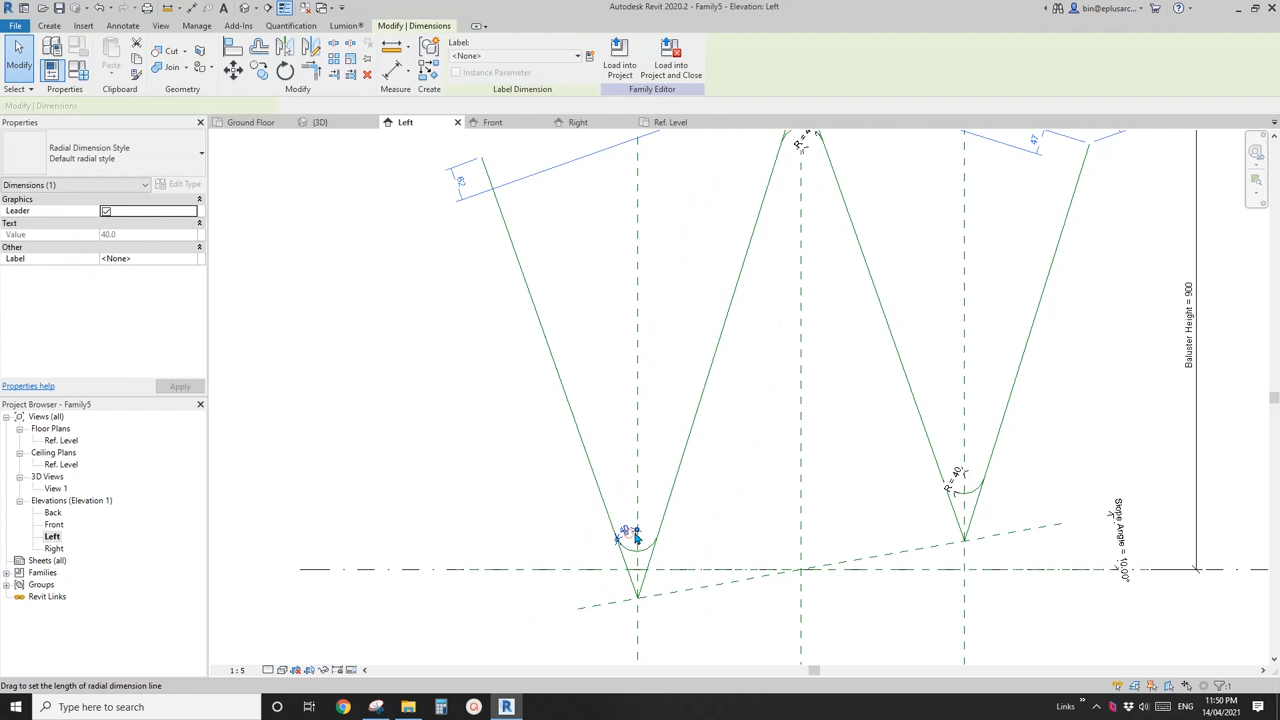 Autodesk Revit 2020.2 - Family5 - Elevation: Left
bin@eplusarc...
File Create Insert Annotate View Manage Add-Ins Quantification Lumion® Modify | Dimensions
Modify
Paste
Cut
Join
Label:
<None>
Instance Parameter
Load into
Project
Load into
Project and Close
Select Properties Clipboard Geometry Modify Measure Create Label Dimension Family Editor
Modify | Dimensions
Properties
Ground Floor
(3D)
Left
Front
Right
Ref. Level
Radial Dimension Style
Default radial style
Dimensions (1)
Edit Type
Graphics
Leader
Text
Value 40.0
Other
Label <None>
Properties help
Apply
Project Browser - Family5
Views (all)
Floor Plans
Ref. Level
Ceiling Plans
Ref. Level
3D Views
View 1
Elevations (Elevation 1)
Back
Front
Left
Right
Sheets (all)
Families
Groups
Revit Links
62
47
R = 40
Baluster Height = 900
Slope Angle = 10.00°
1 : 5
Drag to set the length of radial dimension line
:1
Type here to search
Links
ENG
11:50 PM
14/04/2021